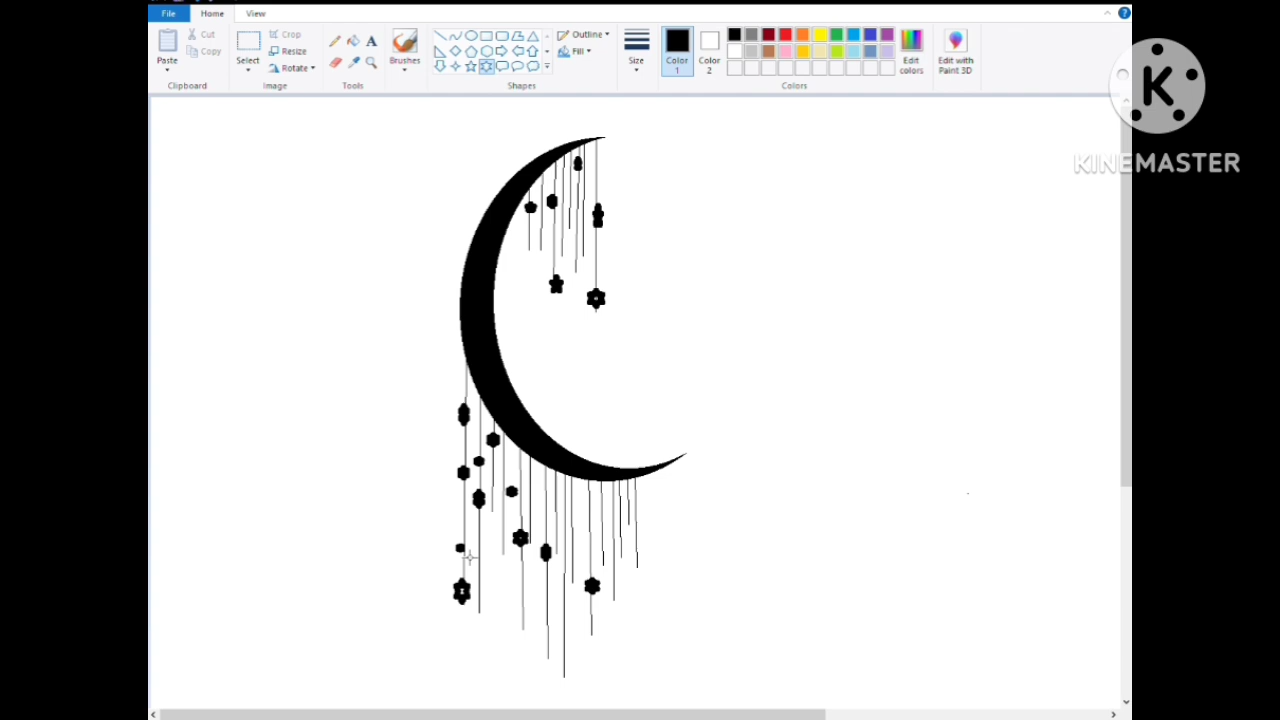 File Home View
Paste
Cut
Copy
Clipboard
Select
Crop
Resize
Rotate
Image
A
Tools
Brushes
Outline
Fill
Shapes
Size
Color 1
Color 2
Edit colors
Colors
Edit with Paint 3D
?
K
KINEMASTER